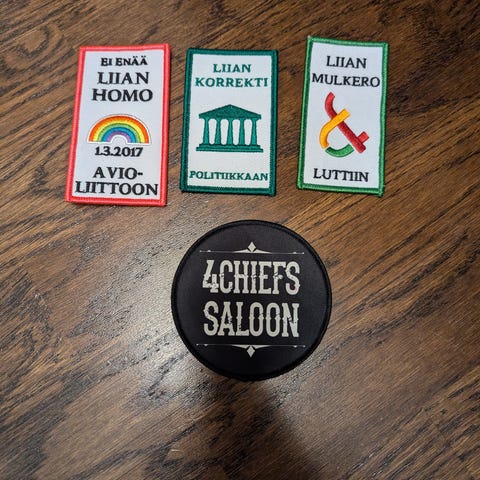 EI ENÄÄ
LIIAN
HOMO
1.3.2017
AVIO-
LIITTOON
LIIAN
KORREKTI
POLITIIKKAAN
LIIAN
MULKERO
LUTTIIN
4CHIEFS
SALOON